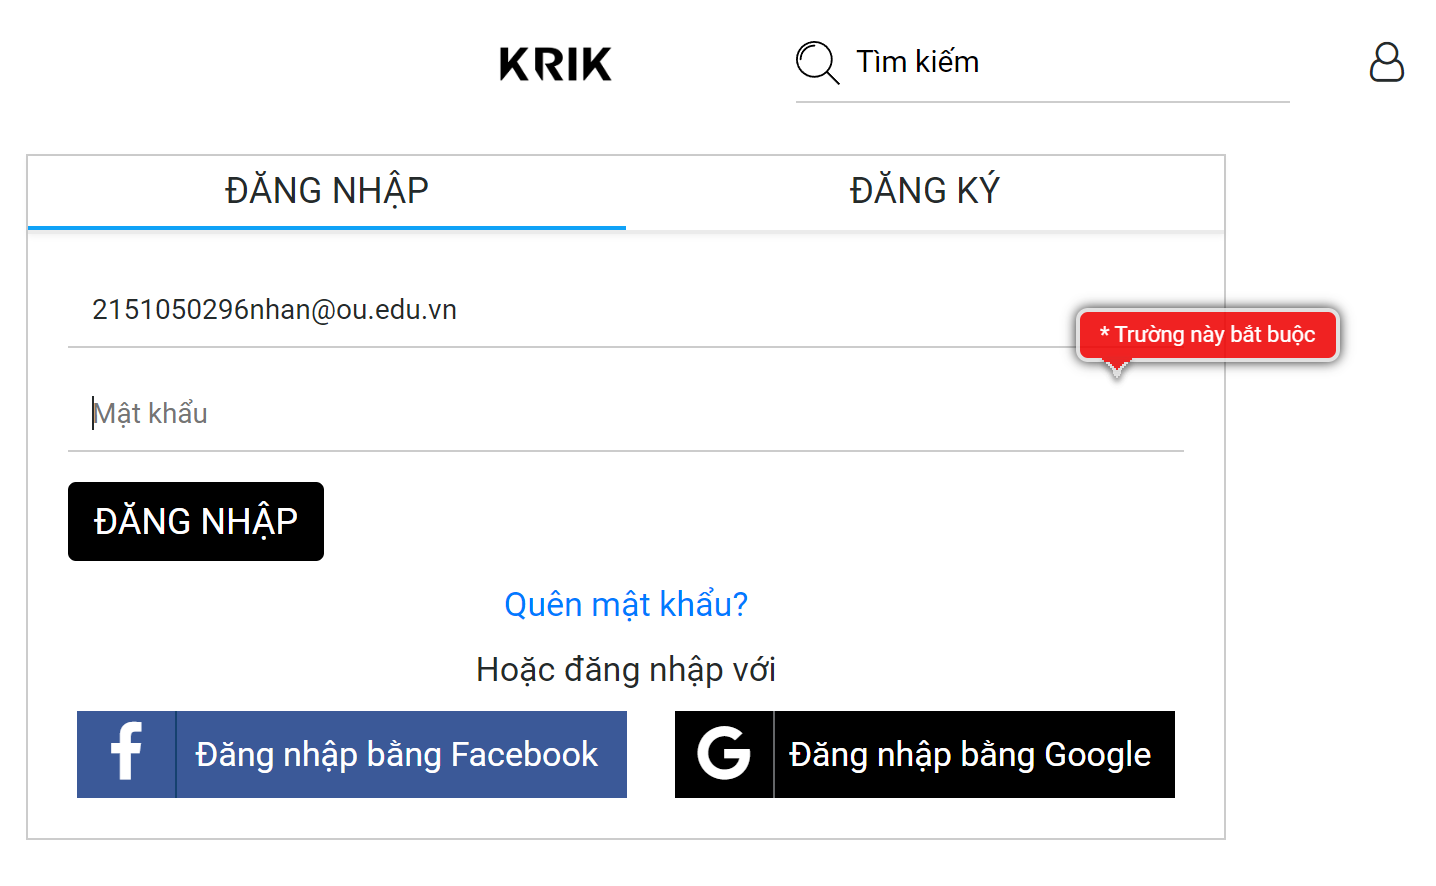 KRIK
Tìm kiếm
ĐĂNG NHẬP
ĐĂNG KÝ
2151050296nhan@ou.edu.vn
* Trường này bắt buộc
Mật khẩu
ĐĂNG NHẬP
Quên mật khẩu?
Hoặc đăng nhập với
Đăng nhập bằng Facebook
Đăng nhập bằng Google